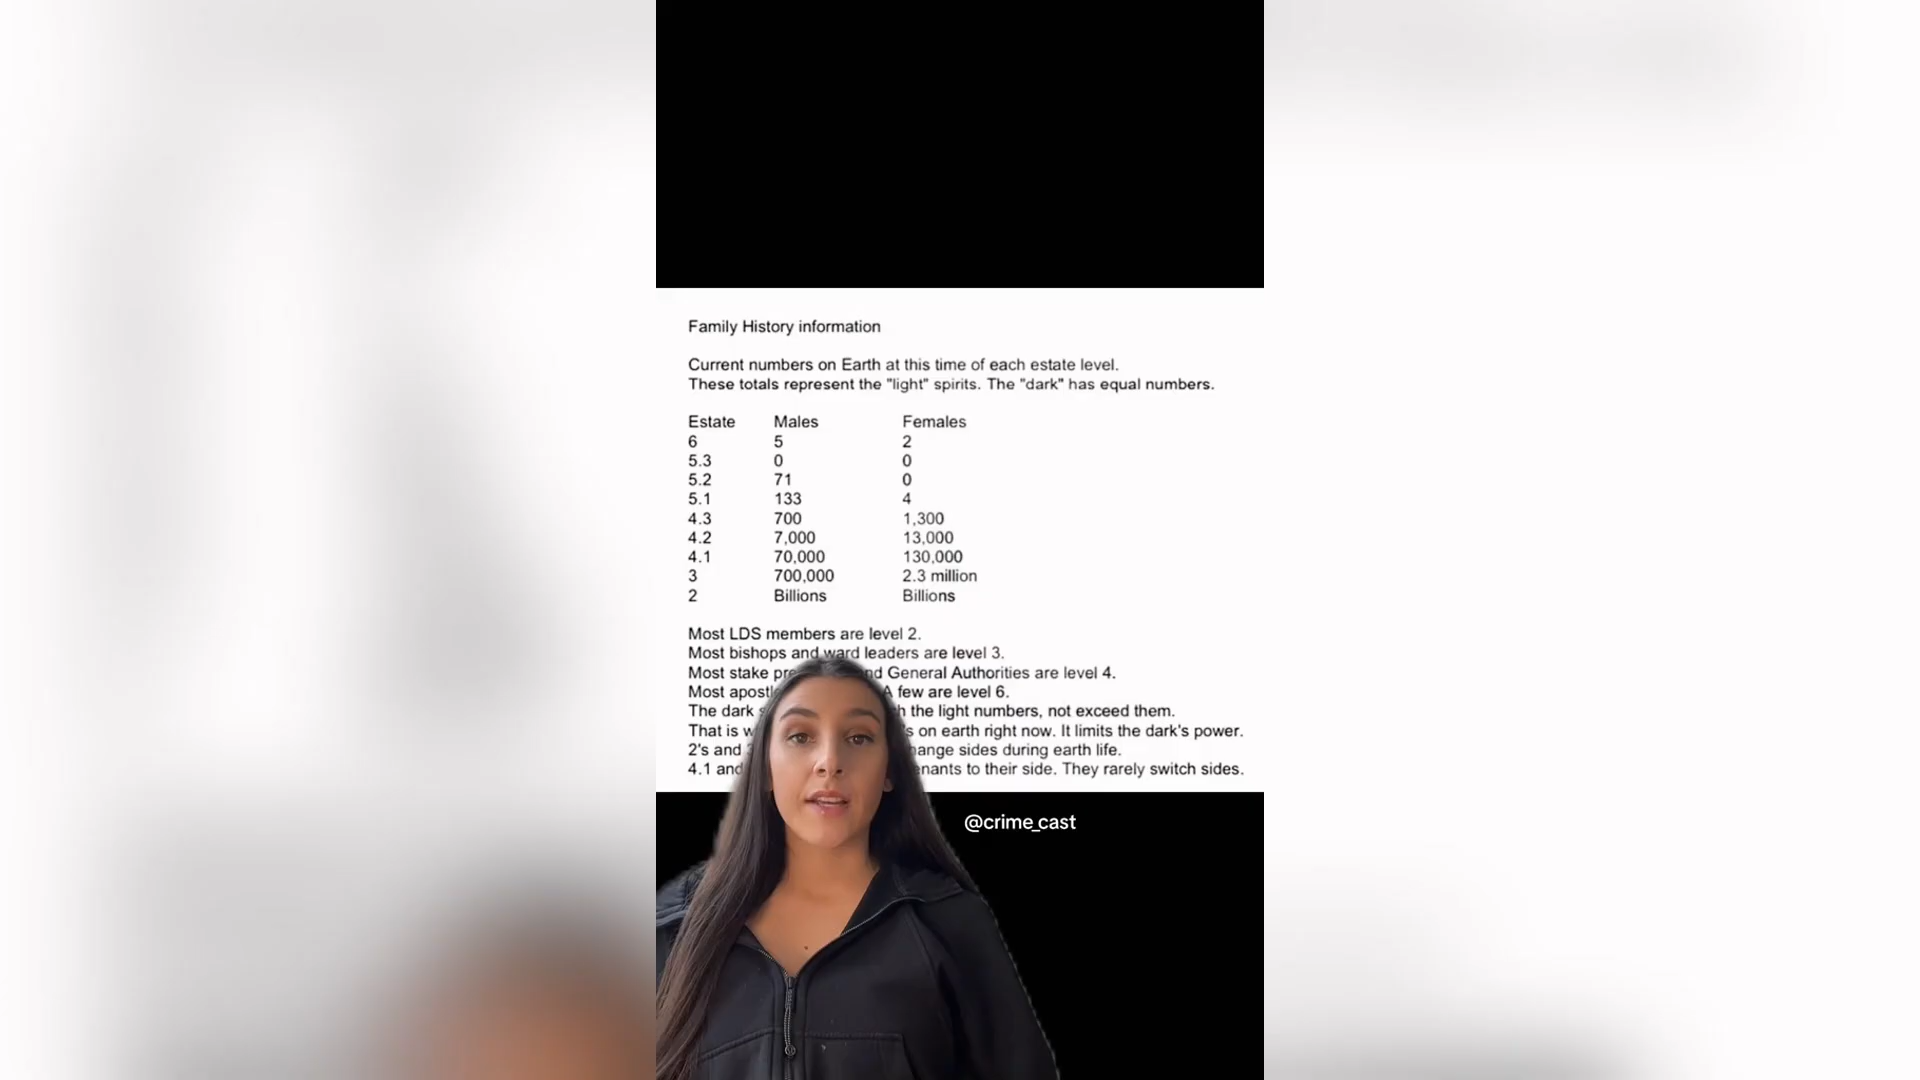 Family History information
Current numbers on Earth at this time of each estate level.
These totals represent the "light" spirits. The "dark" has equal numbers.
Estate Males Females
6 5 2
5.3 0 0
5.2 71 0
5.1 133 4
4.3 700 1,300
4.2 7,000 13,000
4.1 70,000 130,000
3 700,000 2.3 million
2 Billions Billions
Most LDS members are level 2.
Most bishops and ward leaders are level 3.
Most stake General Authorities are level 4.
Most A few are level 6.
The dark the light numbers, not exceed them.
That is on earth right now. It limits the dark's power.
2's and sides during earth life.
4.1 and to their side. They rarely switch sides.
@crime_cast